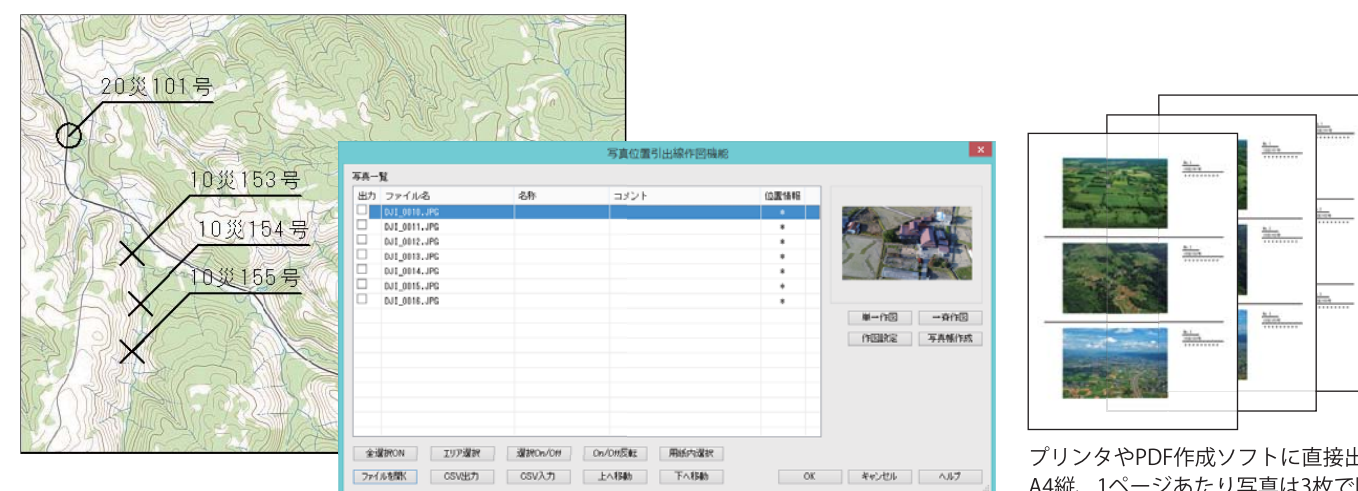 20災101号
10災153号
10災154号
10災155号
写真位置引出線作図機能
写真一覧
出力 ファイル名 名称 コメント 位置情報
DJI_0010.JPG *
DJI_0011.JPG *
DJI_0012.JPG *
DJI_0013.JPG *
DJI_0014.JPG *
DJI_0015.JPG *
DJI_0016.JPG *
単一作図 一斉作図
作図設定 写真帳作成
全選択ON エリア選択 選択On/Off On/Off反転 用紙内選択
ファイルを開く CSV出力 CSV入力 上へ移動 下へ移動 OK キャンセル ヘルプ
プリンタやPDF作成ソフトに直接出
A4縦、1ページあたり写真は3枚で